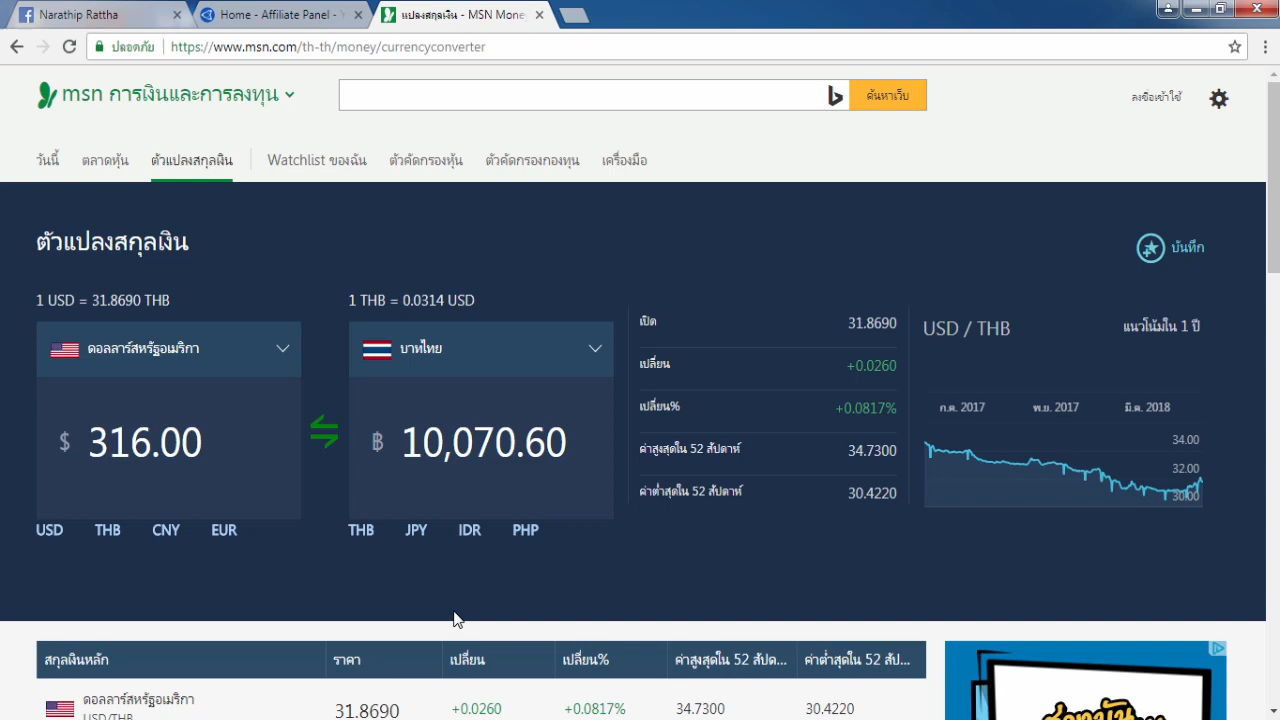 Narathip Rattha
Home - Affiliate Panel -
แปลงสกุลเงิน - MSN Mone
ปลอดภัย https://www.msn.com/th-th/money/currencyconverter
msn การเงินและการลงทุน
ค้นหาเว็บ
ลงชื่อเข้าใช้
วันนี้ ตลาดหุ้น ตัวแปลงสกุลเงิน Watchlist ของฉัน ตัวคัดกรองหุ้น ตัวคัดกรองกองทุน เครื่องมือ
ตัวแปลงสกุลเงิน
บันทึก
1 USD = 31.8690 THB
1 THB = 0.0314 USD
ดอลลาร์สหรัฐอเมริกา
บาทไทย
$ 316.00
฿ 10,070.60
USD THB CNY EUR
THB JPY IDR PHP
เปิด 31.8690
เปลี่ยน +0.0260
เปลี่ยน% +0.0817%
ค่าสูงสุดใน 52 สัปดาห์ 34.7300
ค่าต่ำสุดใน 52 สัปดาห์ 30.4220
USD / THB
แนวโน้มใน 1 ปี
ก.ค. 2017 พ.ย. 2017 มี.ค. 2018
34.00
32.00
30.00
สกุลเงินหลัก ราคา เปลี่ยน เปลี่ยน% ค่าสูงสุดใน 52 สัปด... ค่าต่ำสุดใน 52 สัป...
ดอลลาร์สหรัฐอเมริกา
USD/THB
31.8690 +0.0260 +0.0817% 34.7300 30.4220